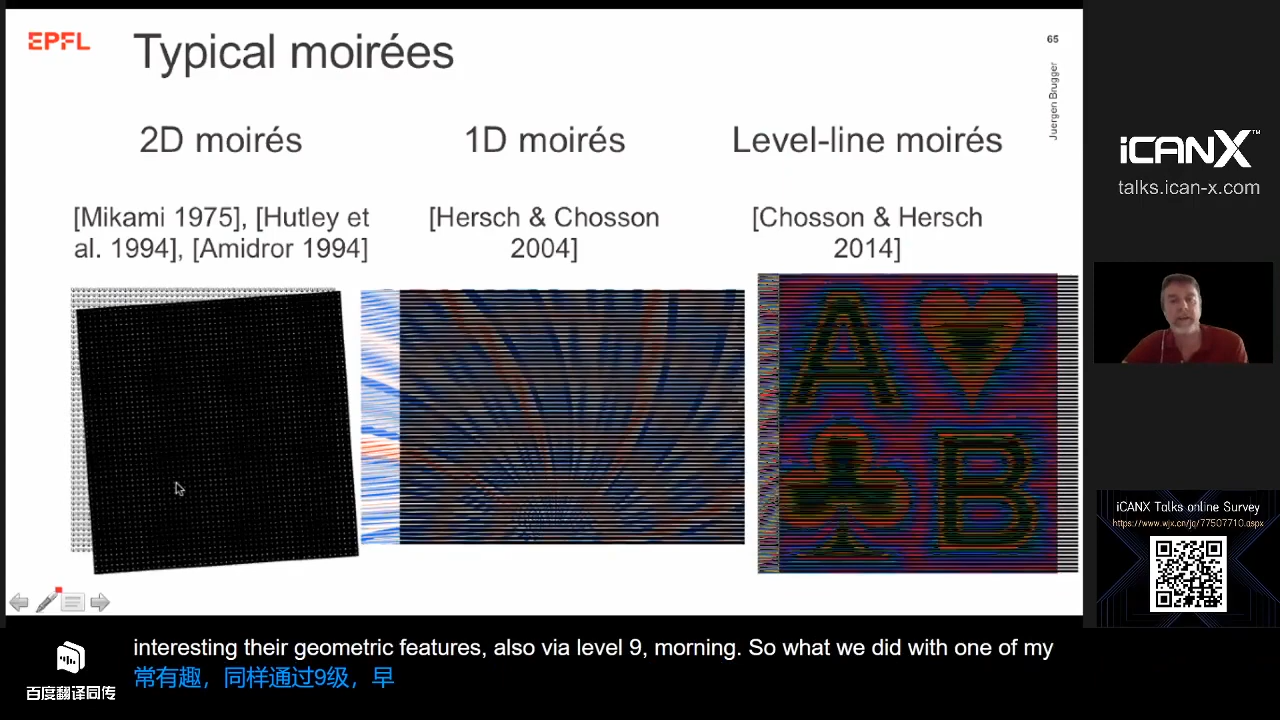 EPFL
Typical moirées
65
Juergen Brugger
2D moirés
1D moirés
Level-line moirés
[Mikami 1975], [Hutley et
al. 1994], [Amidror 1994]
[Hersch & Chosson
2004]
[Chosson & Hersch
2014]
A
B
iCANX™
talks.ican-x.com
iCANX Talks online Survey
https://www.wjx.cn/jq/77507710.aspx
interesting their geometric features, also via level 9, morning. So what we did with one of my
常有趣，同样通过9级，早
百度翻译同传